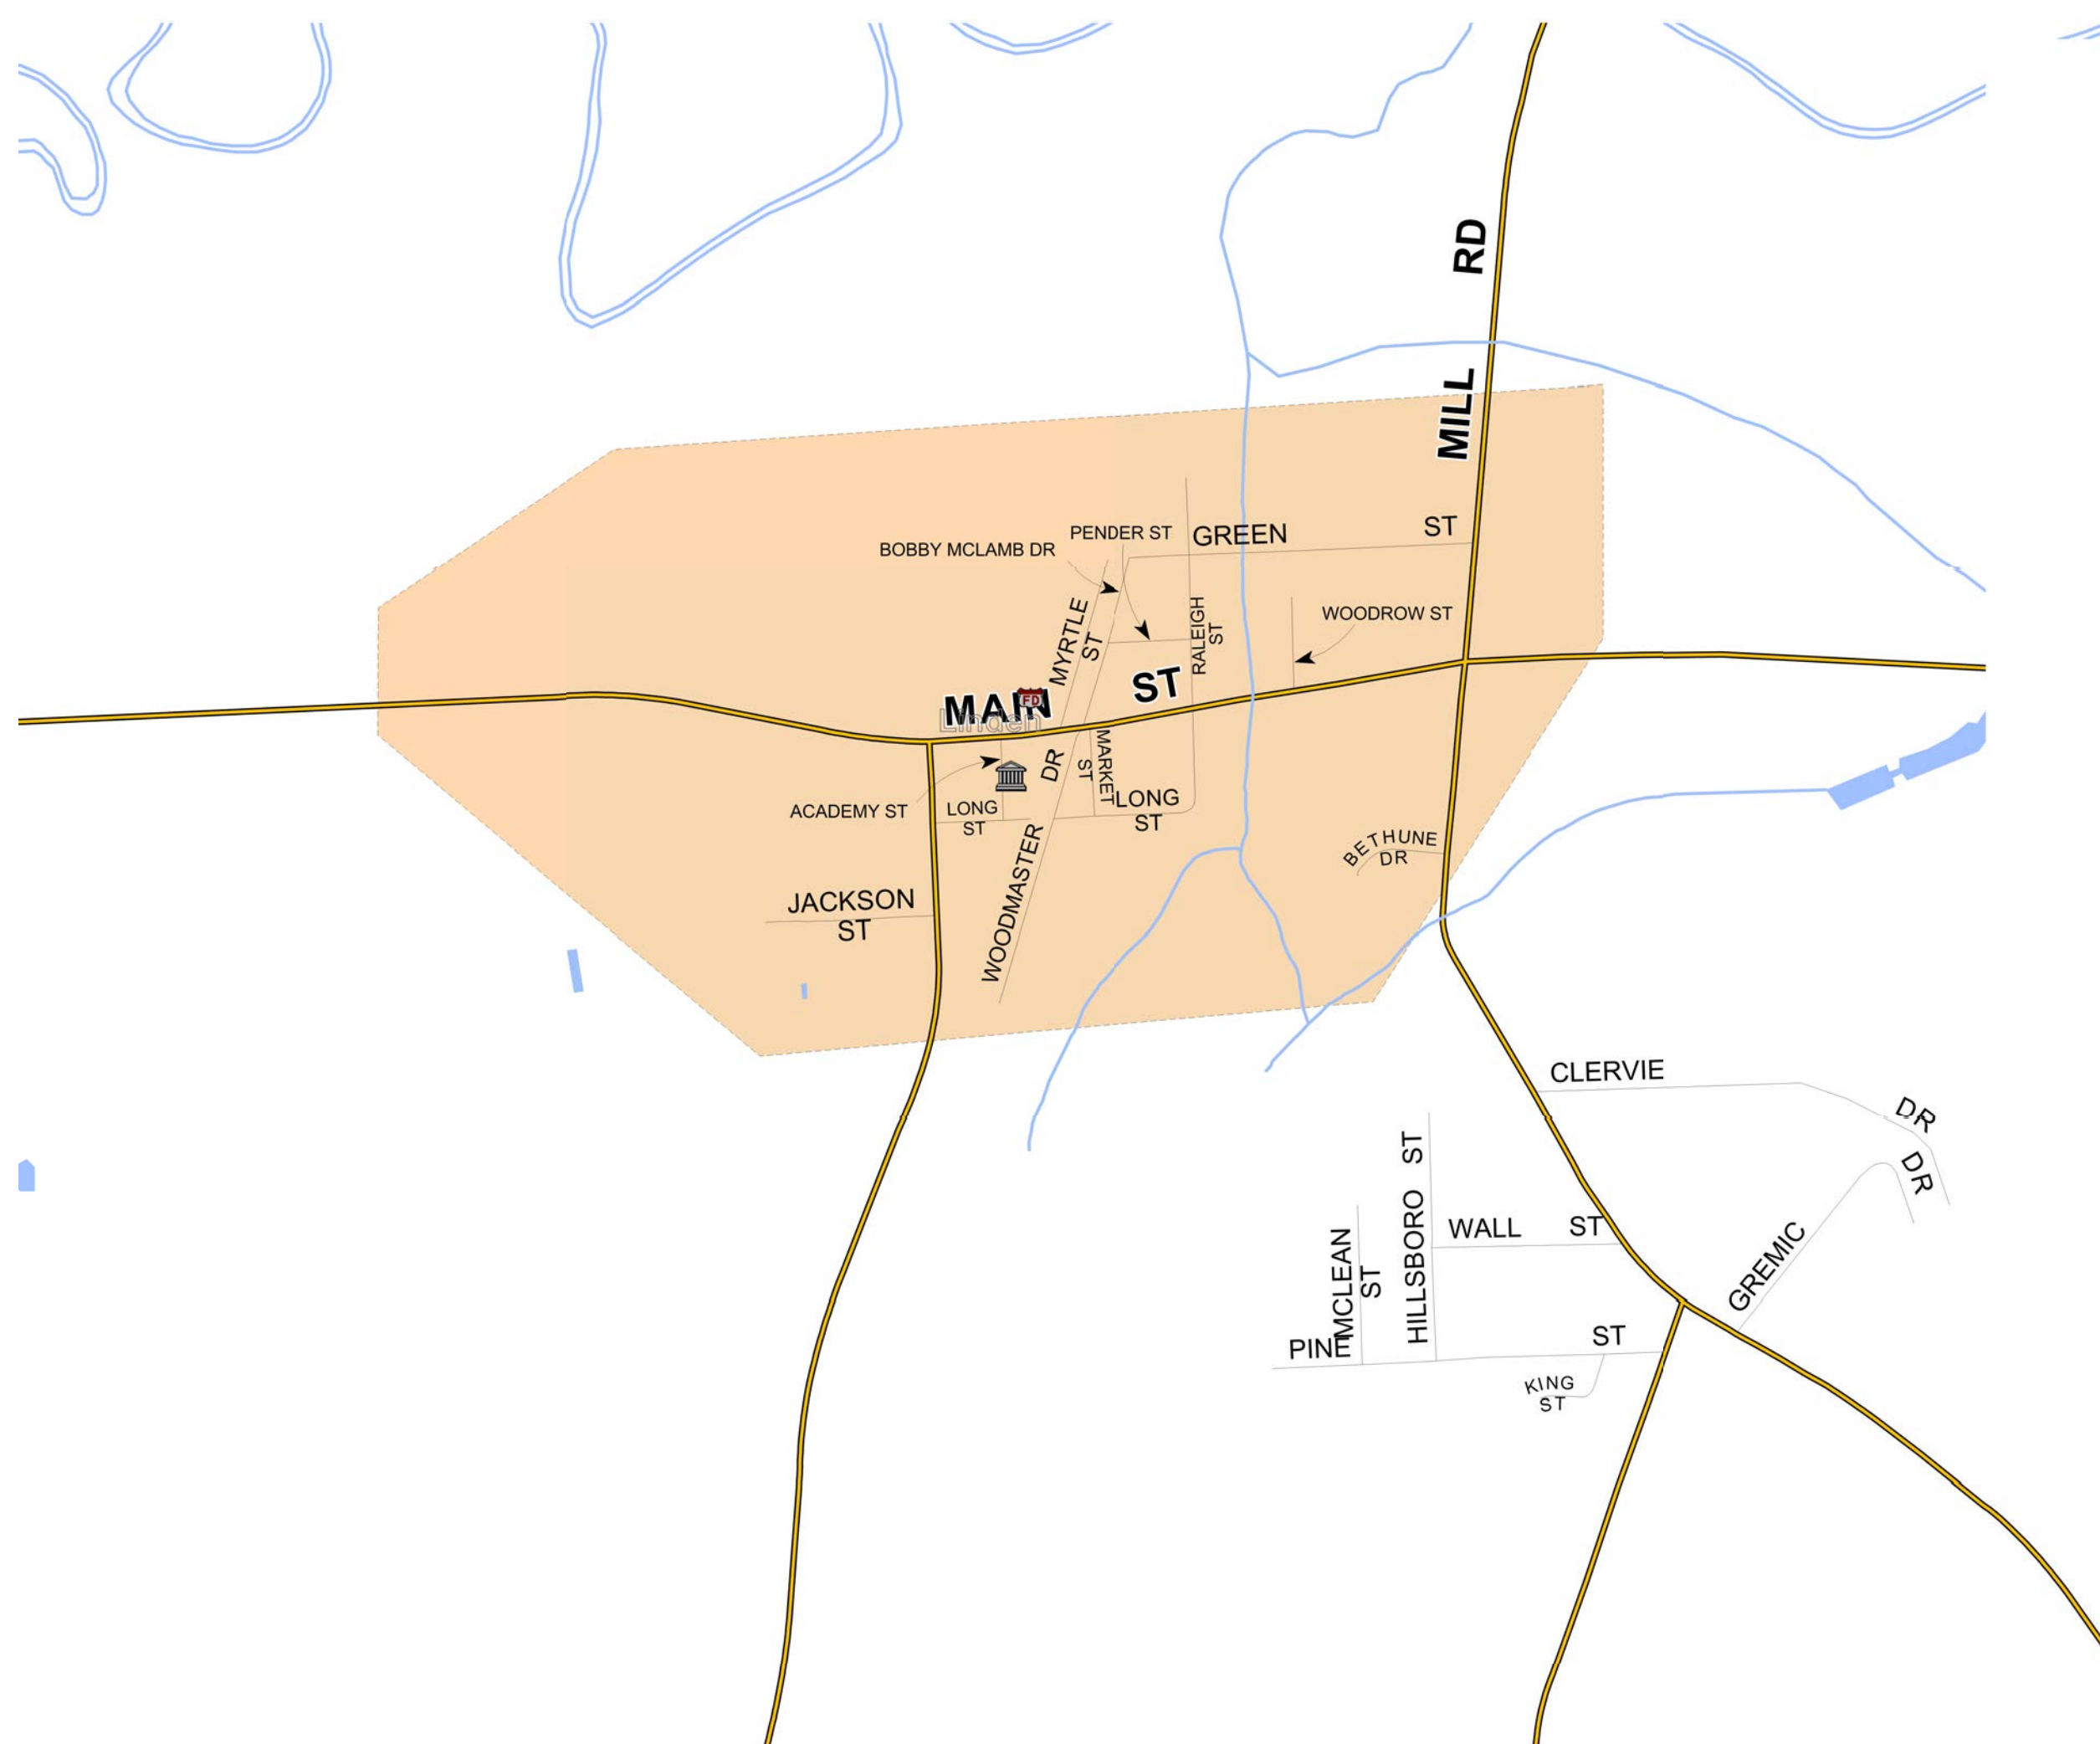 RD
MILL
PENDER ST
GREEN ST
BOBBY MCLAMB DR
MYRTLE
ST
RALEIGH
ST
WOODROW ST
MAIN ST
FD
Linden
DR
MARKET
ST
ACADEMY ST
LONG
ST
LONG
ST
WOODMASTER
BETHUNE
DR
JACKSON
ST
CLERVIE DR
DR
GREMIC
HILLSBORO ST
WALL ST
MCLEAN
ST
PINE ST
KING
ST